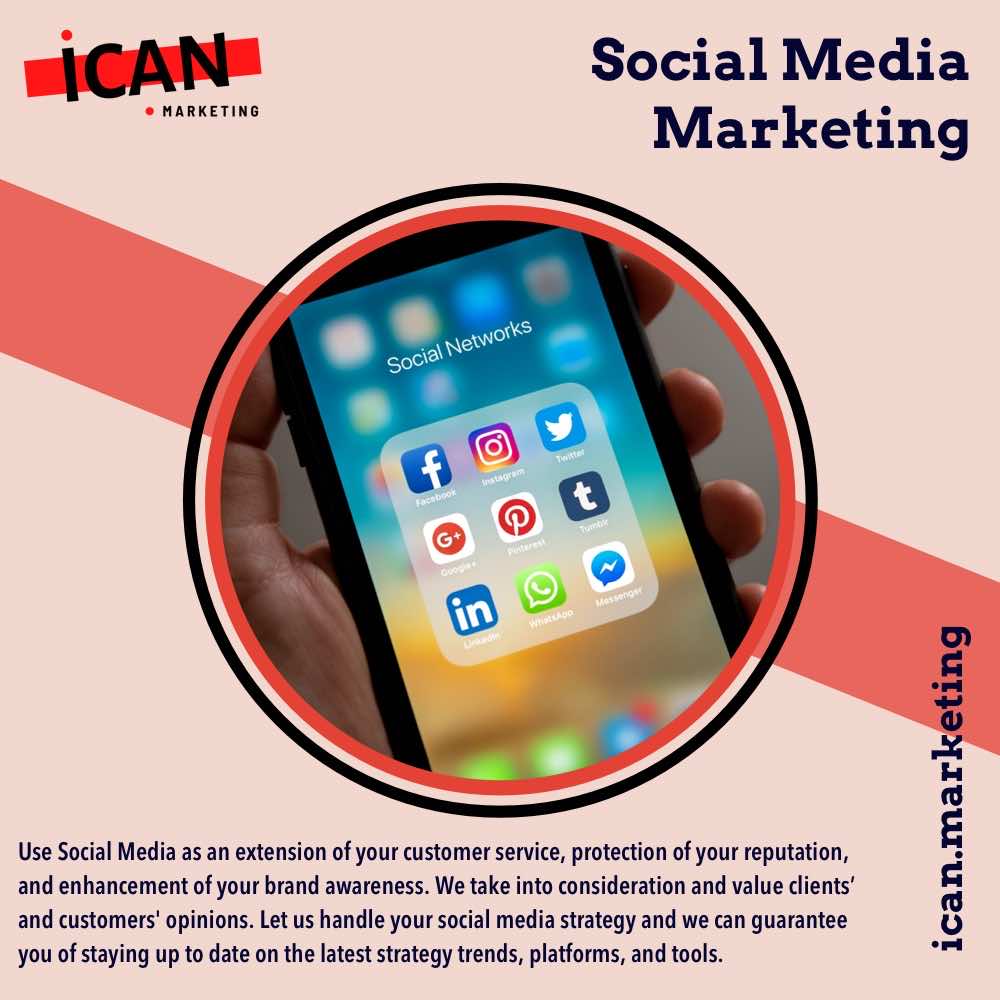 iCAN
MARKETING
Social Media
Marketing
Social Networks
Facebook
Instagram
Twitter
Google+
Pinterest
Tumblr
LinkedIn
WhatsApp
Messenger
ican.marketing
Use Social Media as an extension of your customer service, protection of your reputation,
and enhancement of your brand awareness. We take into consideration and value clients’
and customers' opinions. Let us handle your social media strategy and we can guarantee
you of staying up to date on the latest strategy trends, platforms, and tools.